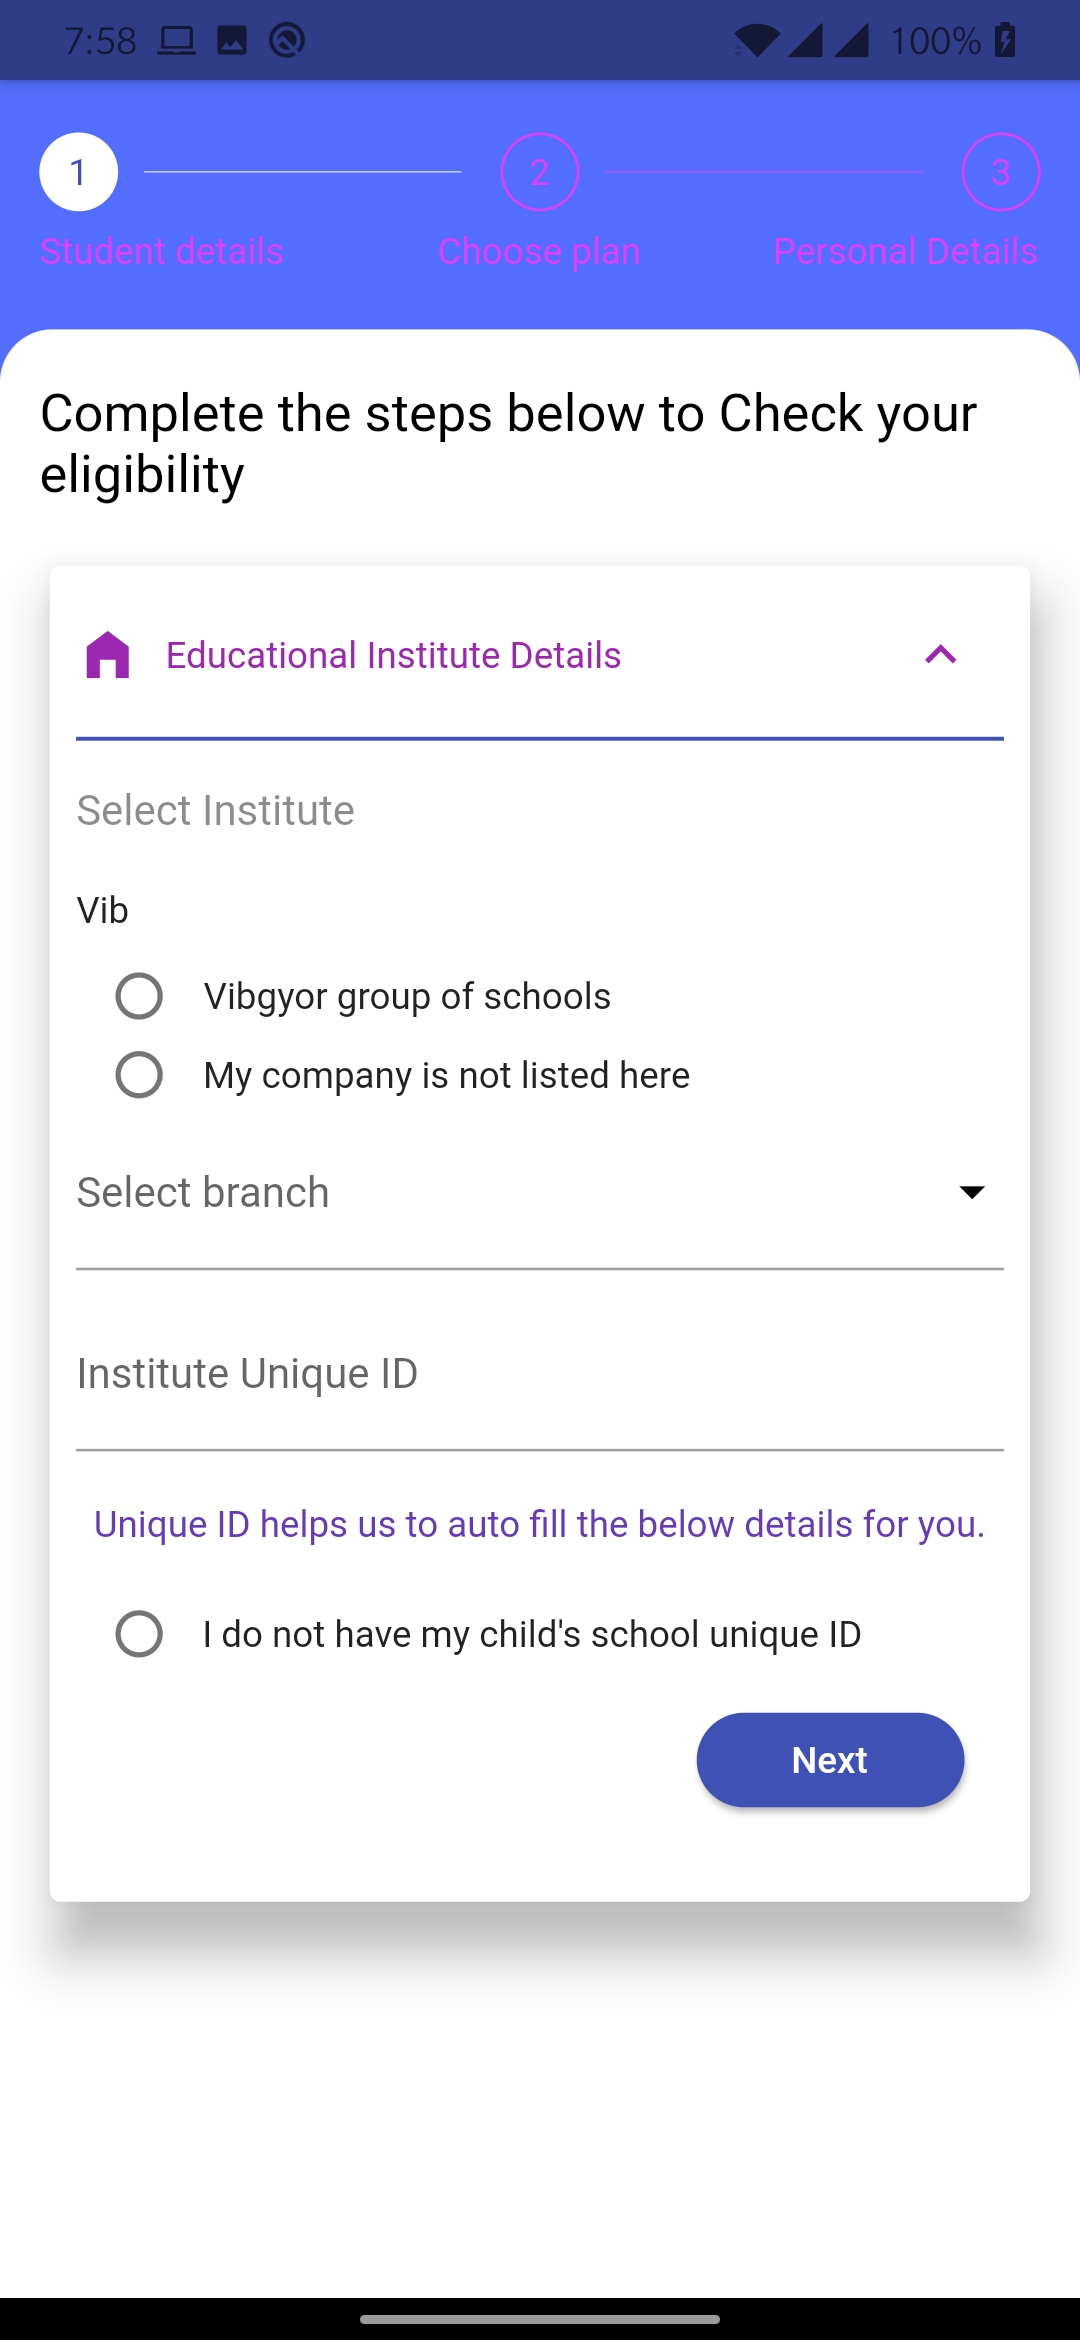 7:58 100%
1 2 3
Student details Choose plan Personal Details
Complete the steps below to Check your
eligibility
Educational Institute Details
Select Institute
Vib
Vibgyor group of schools
My company is not listed here
Select branch
Institute Unique ID
Unique ID helps us to auto fill the below details for you.
I do not have my child's school unique ID
Next